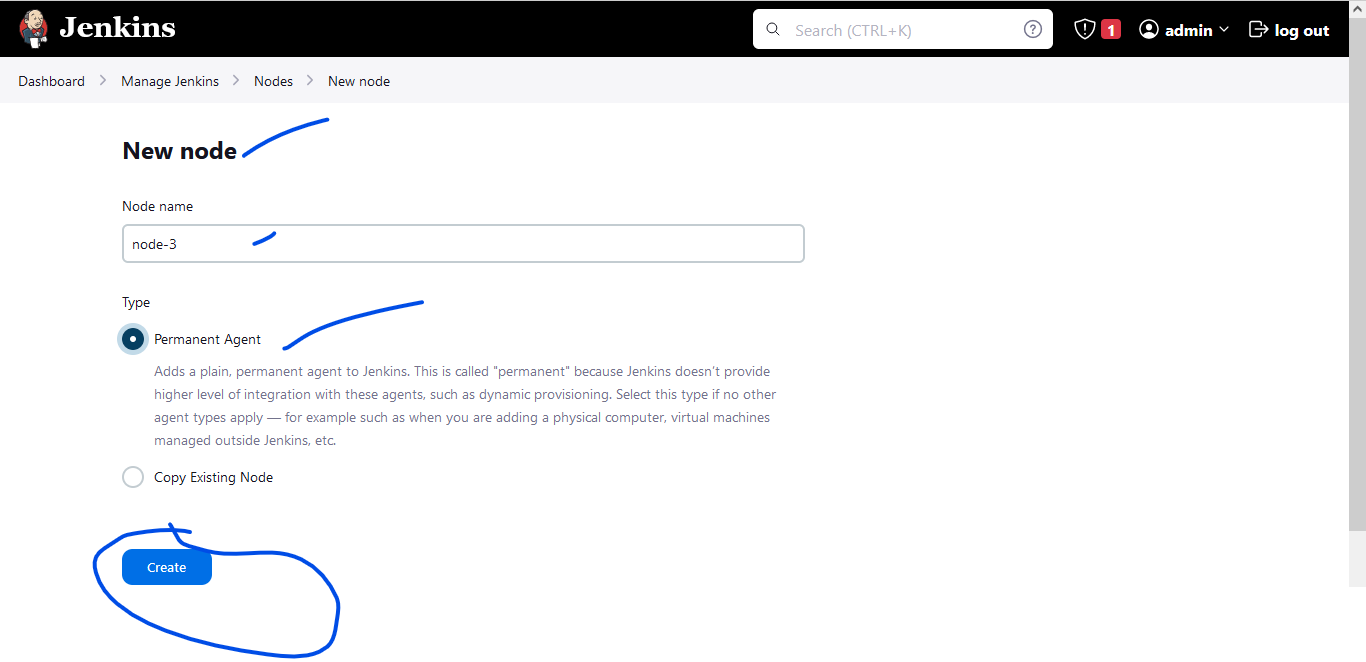 Jenkins
Search (CTRL+K)
1
admin
log out
Dashboard > Manage Jenkins > Nodes > New node
New node
Node name
node-3
Type
Permanent Agent
Adds a plain, permanent agent to Jenkins. This is called "permanent" because Jenkins doesn't provide
higher level of integration with these agents, such as dynamic provisioning. Select this type if no other
agent types apply — for example such as when you are adding a physical computer, virtual machines
managed outside Jenkins, etc.
Copy Existing Node
Create